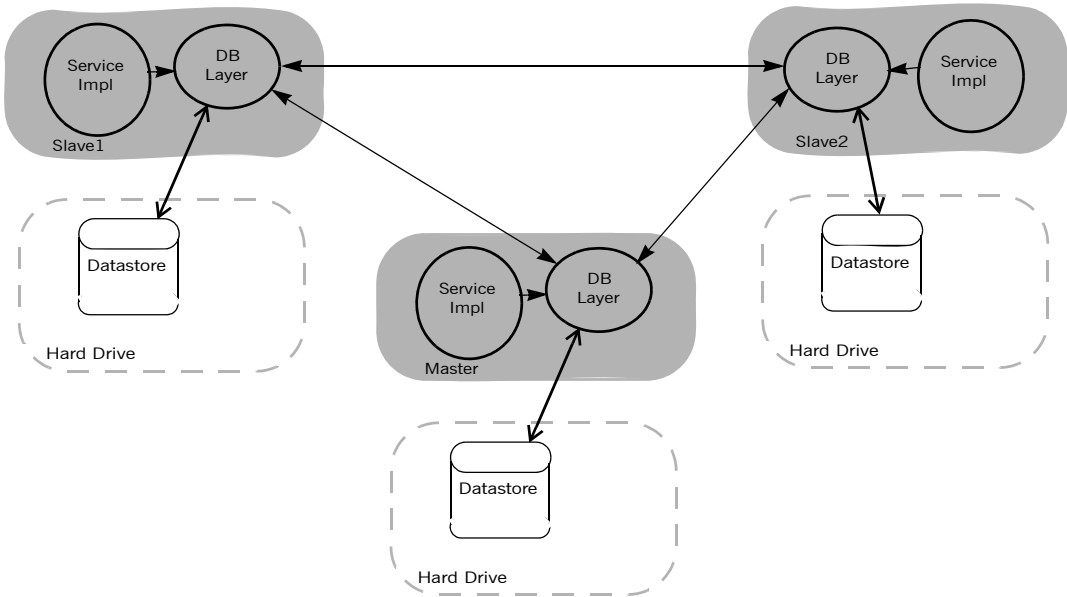 Service
Impl
DB
Layer
Slave1
DB
Layer
Service
Impl
Slave2
Datastore
Hard Drive
Datastore
Hard Drive
Service
Impl
DB
Layer
Master
Datastore
Hard Drive